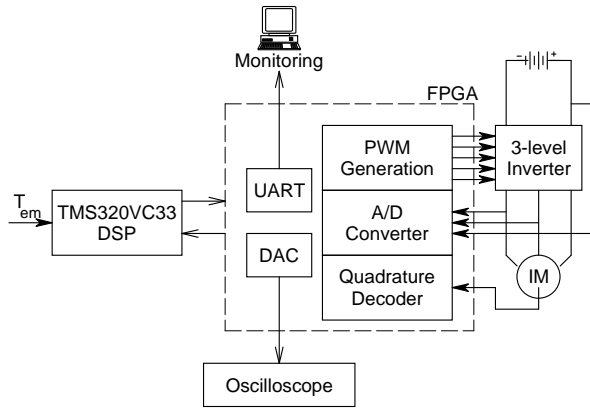 Monitoring
- +
FPGA
PWM
Generation
3-level
Inverter
UART
T
em
TMS320VC33
DSP
A/D
Converter
DAC
Quadrature
Decoder
IM
Oscilloscope